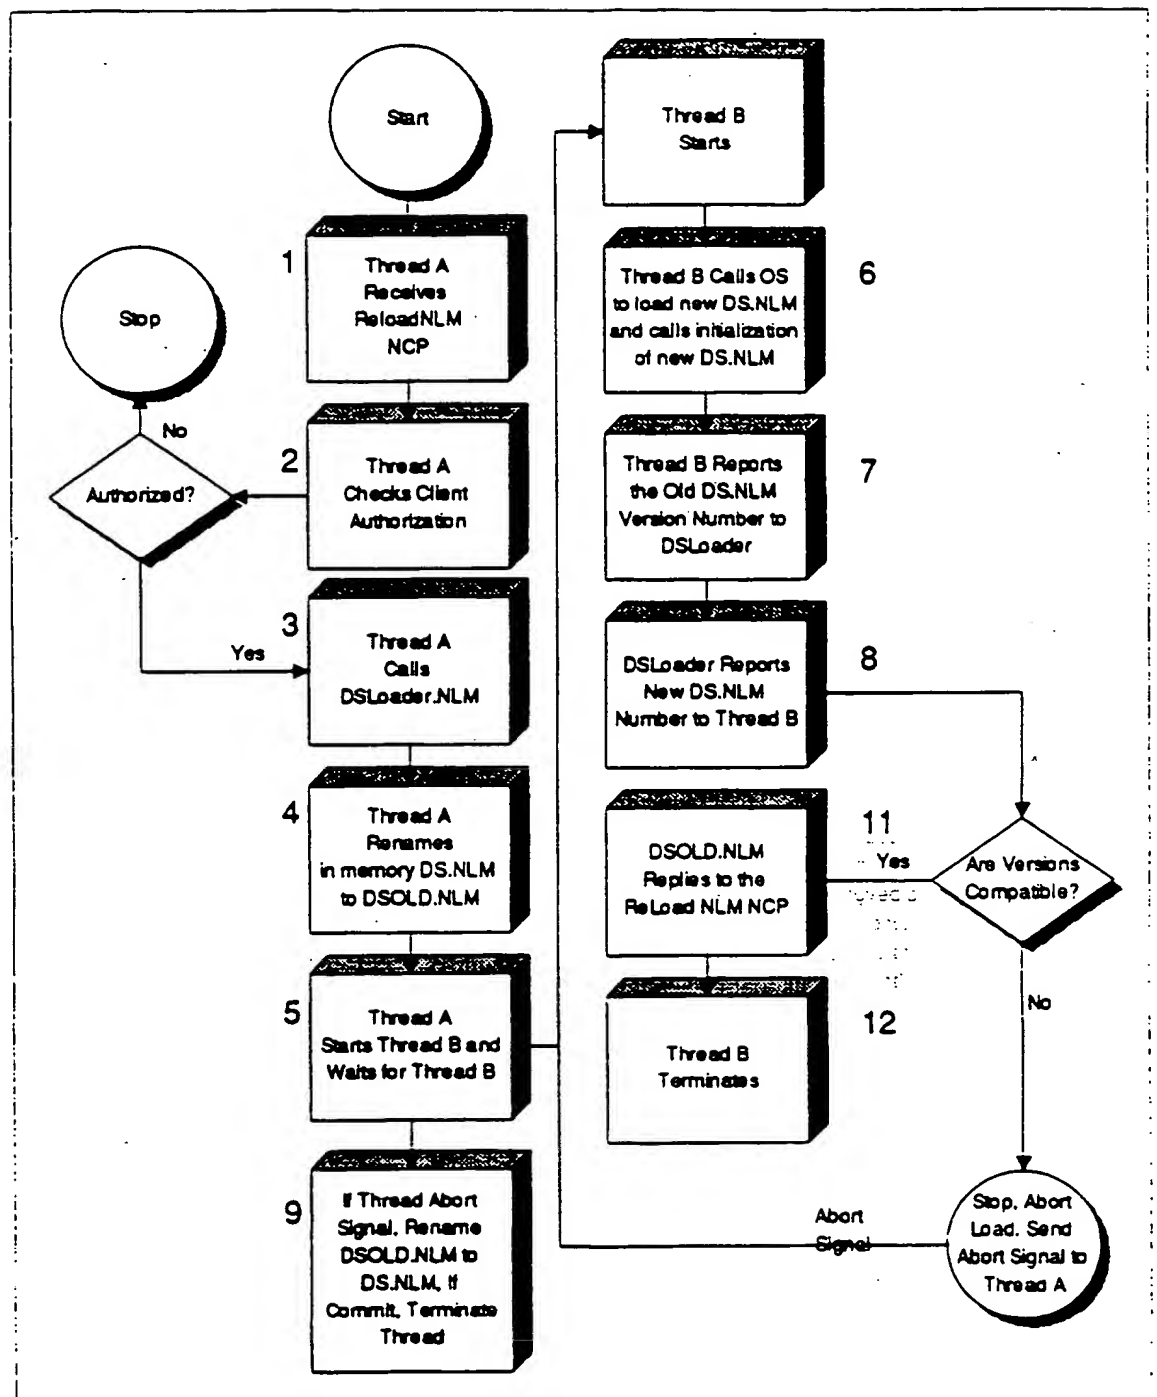 Start
1
Thread A
Receives
ReloadNLM
NCP
Stop
No
Authorized?
2
Thread A
Checks Client
Authorization
Yes
3
Thread A
Calls
DSLoader.NLM
4
Thread A
Renames
in memory DS.NLM
to DSOLD.NLM
5
Thread A
Starts Thread B and
Waits for Thread B
9
If Thread Abort
Signal, Rename
DSOLD.NLM to
DS.NLM, If
Commit, Terminate
Thread
Thread B
Starts
6
Thread B Calls OS
to load new DS.NLM
and calls initialization
of new DS.NLM
7
Thread B Reports
the Old DS.NLM
Version Number to
DSLoader
8
DSLoader Reports
New DS.NLM
Number to Thread B
Are Versions
Compatible?
11
Yes
DSOLD.NLM
Replies to the
ReLoad NLM NCP
12
Thread B
Terminates
No
Stop, Abort
Load, Send
Abort Signal to
Thread A
Abort
Signal